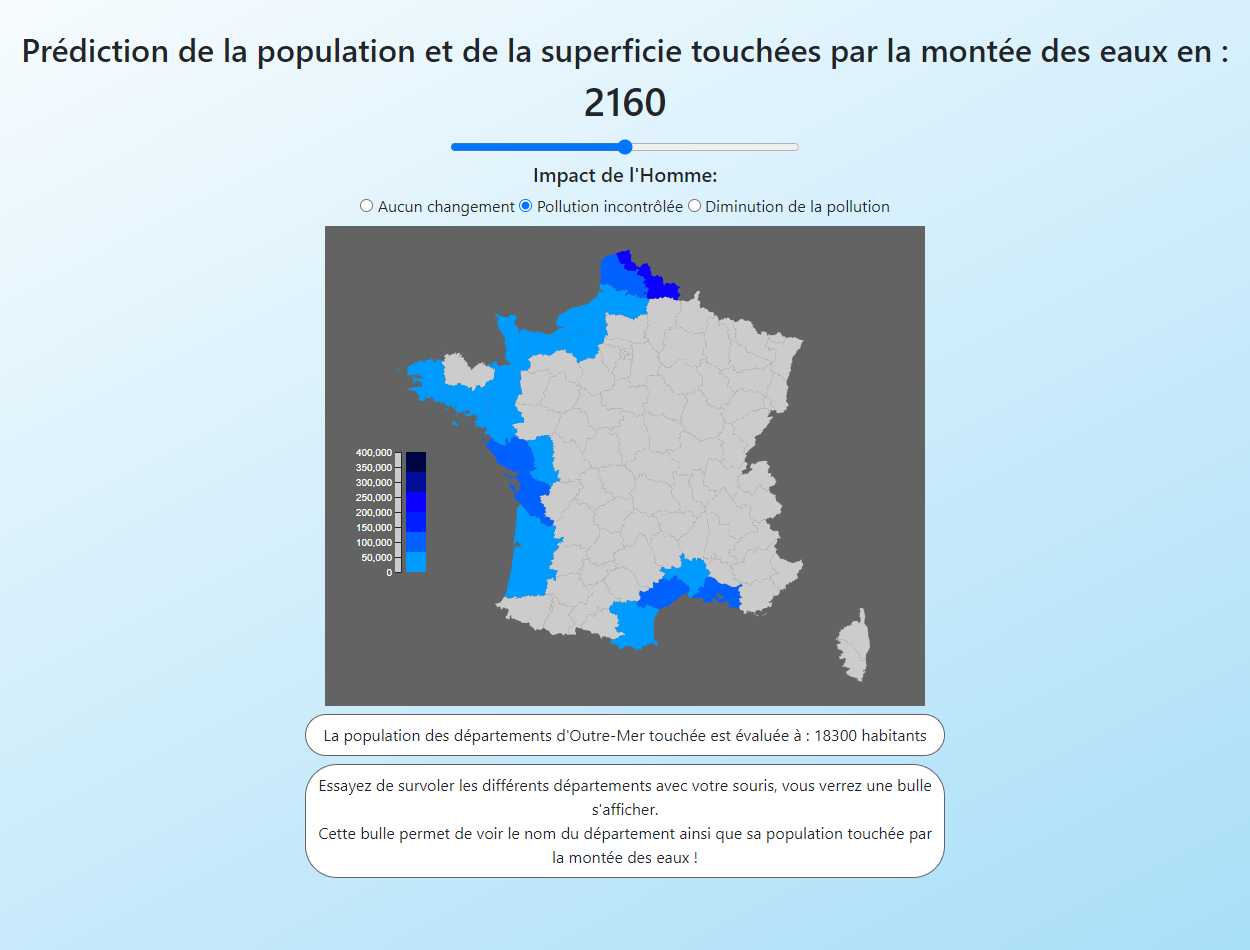 Prédiction de la population et de la superficie touchées par la montée des eaux en :
2160
Impact de l'Homme:
Aucun changement Pollution incontrôlée Diminution de la pollution
400,000
350,000
300,000
250,000
200,000
150,000
100,000
50,000
0
La population des départements d'Outre-Mer touchée est évaluée à : 18300 habitants
Essayez de survoler les différents départements avec votre souris, vous verrez une bulle
s'afficher.
Cette bulle permet de voir le nom du département ainsi que sa population touchée par
la montée des eaux !